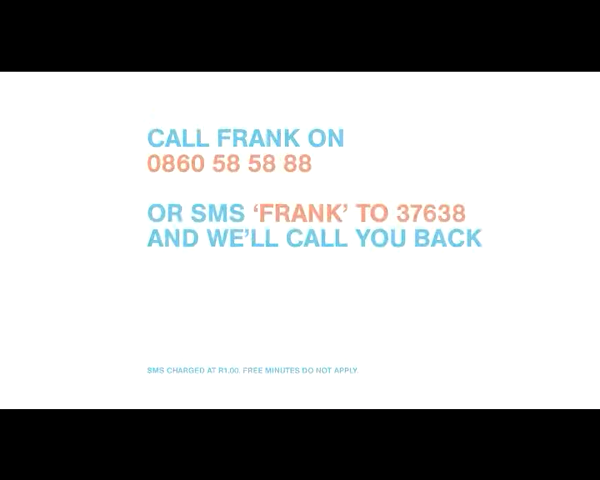 CALL FRANK ON
0860 58 58 88
OR SMS ‘FRANK’ TO 37638
AND WE’LL CALL YOU BACK
SMS CHARGED AT R1.00. FREE MINUTES DO NOT APPLY.